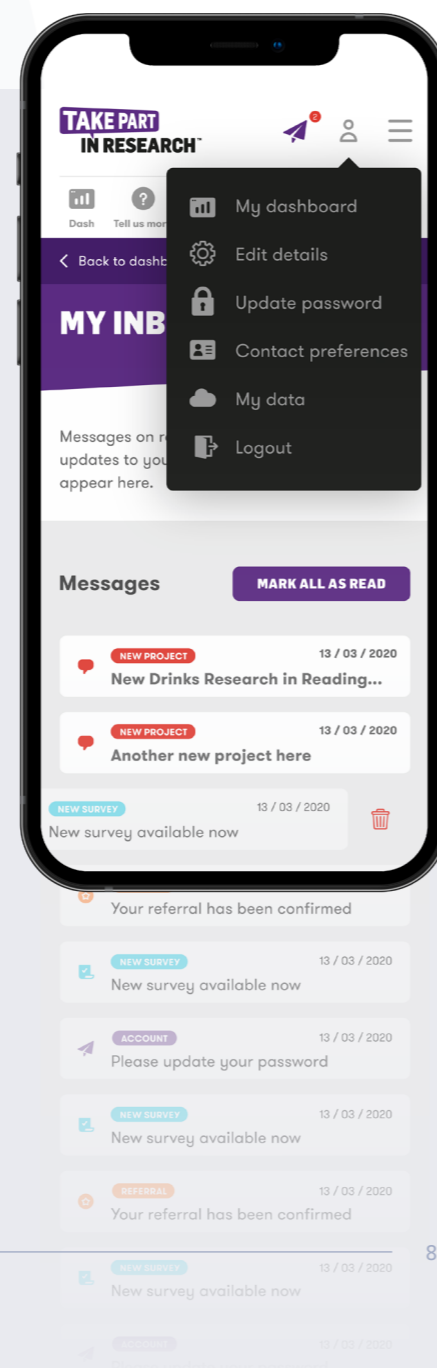 TAKE PART
IN RESEARCH™
2
Dash
Tell us mor
My dashboard
Edit details
Update password
Contact preferences
My data
Logout
Back to dashb
MY INB
Messages on r
updates to you
appear here.
Messages
MARK ALL AS READ
NEW PROJECT 13 / 03 / 2020
New Drinks Research in Reading...
NEW PROJECT 13 / 03 / 2020
Another new project here
NEW SURVEY 13 / 03 / 2020
New survey available now
Your referral has been confirmed
NEW SURVEY 13 / 03 / 2020
New survey available now
ACCOUNT 13 / 03 / 2020
Please update your password
NEW SURVEY 13 / 03 / 2020
New survey available now
REFERRAL 13 / 03 / 2020
Your referral has been confirmed
8
NEW SURVEY 13 / 03 / 2020
New survey available now
ACCOUNT 13 / 03 / 2020